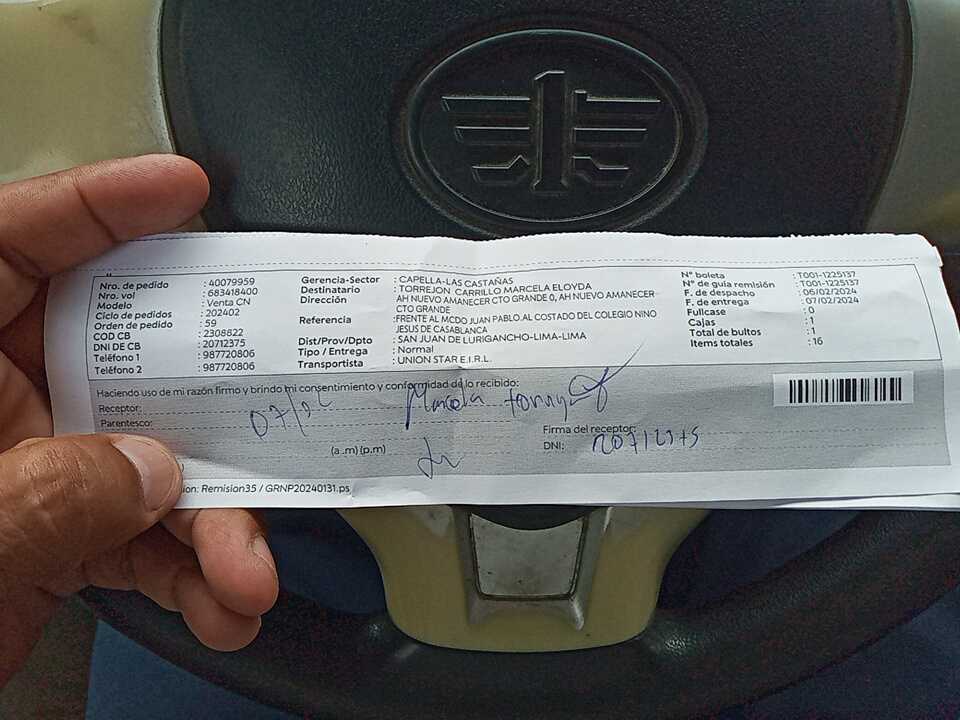 Nro. de pedido : 40079959
Nro. vol : 683418400
Modelo : Venta CN
Ciclo de pedidos : 202402
Orden de pedido : 59
COD CB : 2308822
DNI DE CB : 20712375
Teléfono 1 : 987720806
Teléfono 2 : 987720806
Gerencia-Sector : CAPELLA-LAS CASTAÑAS
Destinatario : TORREJON CARRILLO MARCELA ELOYDA
Dirección : AH NUEVO AMANECER CTO GRANDE 0, AH NUEVO AMANECER
CTO GRANDE
Referencia : FRENTE AL MCDO JUAN PABLO.AL COSTADO DEL COLEGIO NINO
JESUS DE CASABLANCA
Dist/Prov/Dpto : SAN JUAN DE LURIGANCHO-LIMA-LIMA
Tipo / Entrega : Normal
Transportista : UNION STAR E.I.R.L.
N° boleta : T001-1225137
N° de guia remisión : T001-1225137
F. de despacho : 06/02/2024
F. de entrega : 07/02/2024
Fullcase : 0
Cajas : 1
Total de bultos : 1
Items totales : 16
Haciendo uso de mi razón firmo y brindo mi consentimiento y conformidad de lo recibido:
Receptor:
Parentesco:
07/02
Marcela
(a .m) (p.m)
Firma del receptor:
DNI:
ion: Remision35 / GRNP20240131.ps